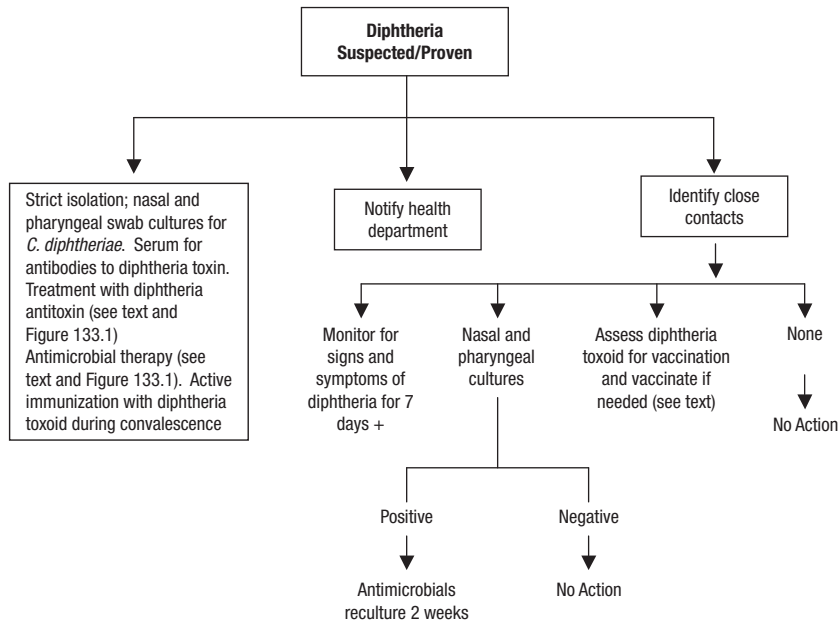 Diphtheria
Suspected/Proven
Strict isolation; nasal and
pharyngeal swab cultures for
C. diphtheriae. Serum for
antibodies to diphtheria toxin.
Treatment with diphtheria
antitoxin (see text and
Figure 133.1)
Antimicrobial therapy (see
text and Figure 133.1). Active
immunization with diphtheria
toxoid during convalescence
Notify health
department
Identify close
contacts
Monitor for
signs and
symptoms of
diphtheria for 7
days +
Nasal and
pharyngeal
cultures
Assess diphtheria
toxoid for vaccination
and vaccinate if
needed (see text)
None
No Action
Positive
Negative
Antimicrobials
reculture 2 weeks
No Action